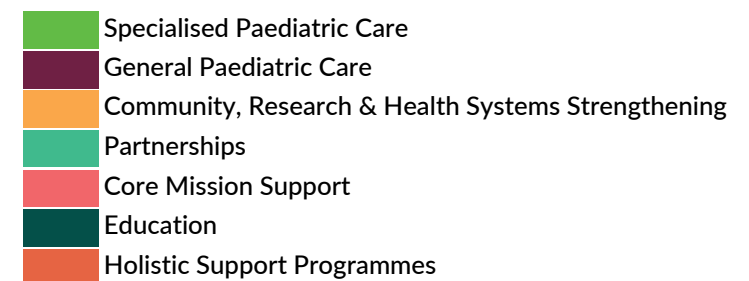 Specialised Paediatric Care
General Paediatric Care
Community, Research & Health Systems Strengthening
Partnerships
Core Mission Support
Education
Holistic Support Programmes